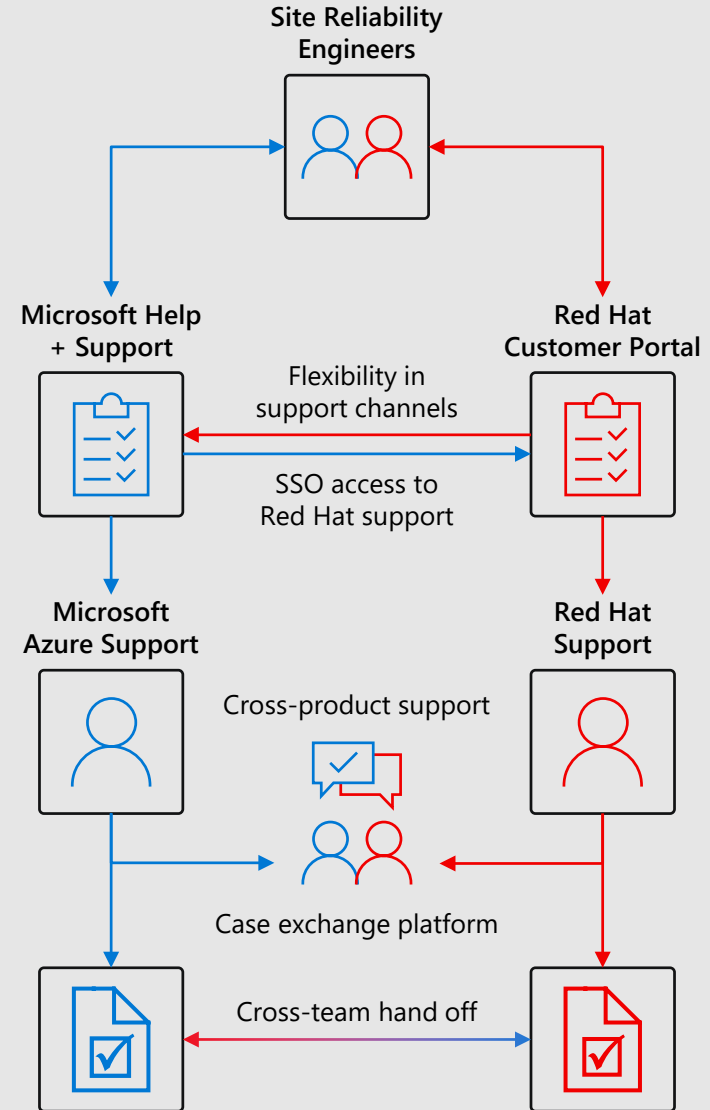 Site Reliability
Engineers
Microsoft Help
+ Support
Red Hat
Customer Portal
Flexibility in
support channels
SSO access to
Red Hat support
Microsoft
Azure Support
Red Hat
Support
Cross-product support
Case exchange platform
Cross-team hand off